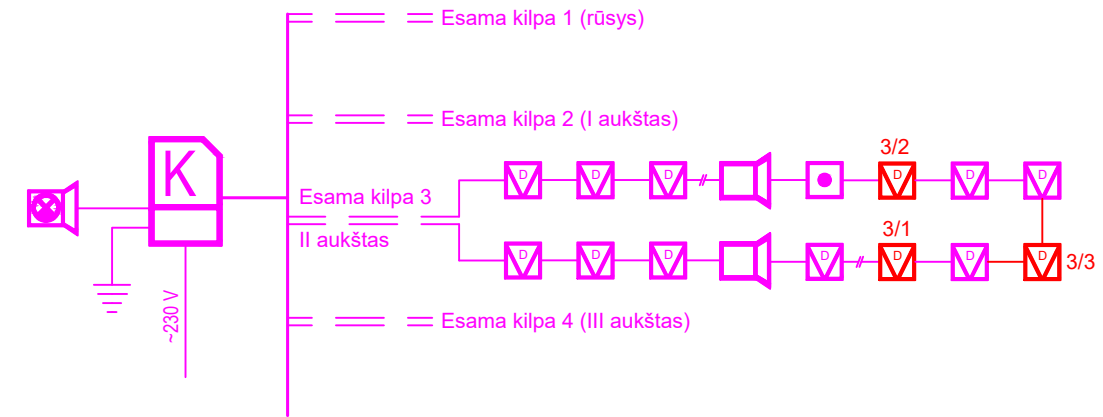 Esama kilpa 1 (rūsys)
Esama kilpa 2 (I aukštas)
3/2
K
D D D D D D
Esama kilpa 3
II aukštas
3/1
D D D D D D D
3/3
~230 V
Esama kilpa 4 (III aukštas)